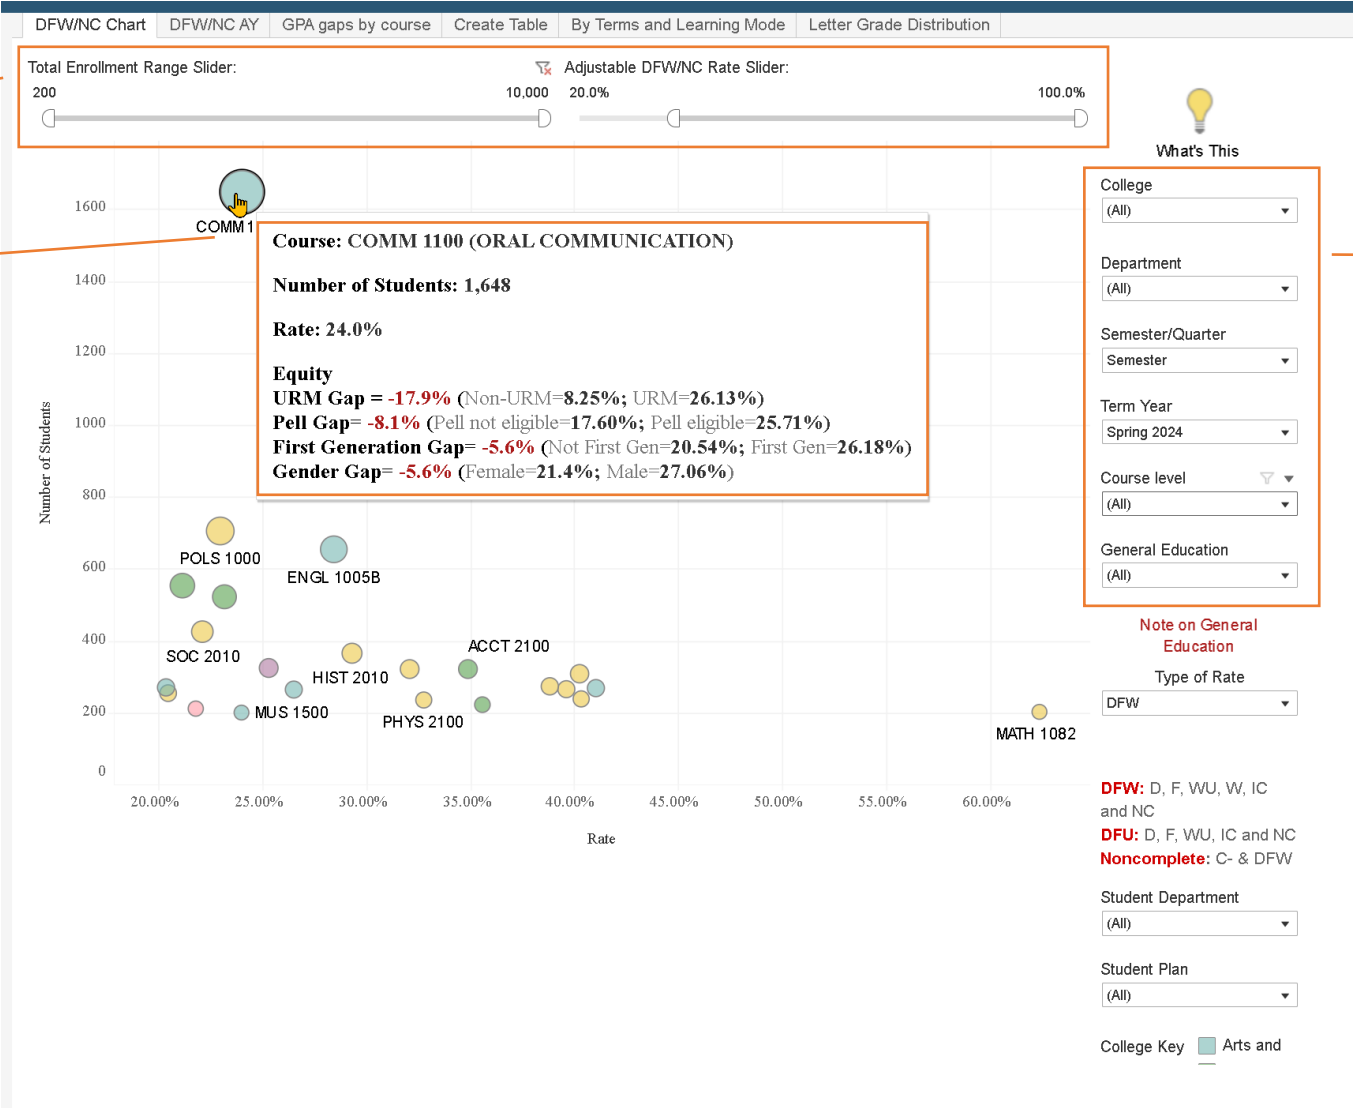 DFW/NC Chart
DFW/NC AY
GPA gaps by course
Create Table
By Terms and Learning Mode
Letter Grade Distribution
Total Enrollment Range Slider:
200
10,000
Adjustable DFW/NC Rate Slider:
20.0%
100.0%
What's This
Number of Students
1600
1400
1200
1000
800
600
400
200
0
COMM 1
Course: COMM 1100 (ORAL COMMUNICATION)
Number of Students: 1,648
Rate: 24.0%
Equity
URM Gap = -17.9% (Non-URM=8.25%; URM=26.13%)
Pell Gap= -8.1% (Pell not eligible=17.60%; Pell eligible=25.71%)
First Generation Gap= -5.6% (Not First Gen=20.54%; First Gen=26.18%)
Gender Gap= -5.6% (Female=21.4%; Male=27.06%)
POLS 1000
ENGL 1005B
SOC 2010
HIST 2010
ACCT 2100
MUS 1500
PHYS 2100
MATH 1082
20.00%
25.00%
30.00%
35.00%
40.00%
45.00%
50.00%
55.00%
60.00%
Rate
College
(All)
Department
(All)
Semester/Quarter
Semester
Term Year
Spring 2024
Course level
(All)
General Education
(All)
Note on General
Education
Type of Rate
DFW
DFW: D, F, WU, W, IC
and NC
DFU: D, F, WU, IC and NC
Noncomplete: C- & DFW
Student Department
(All)
Student Plan
(All)
College Key
Arts and